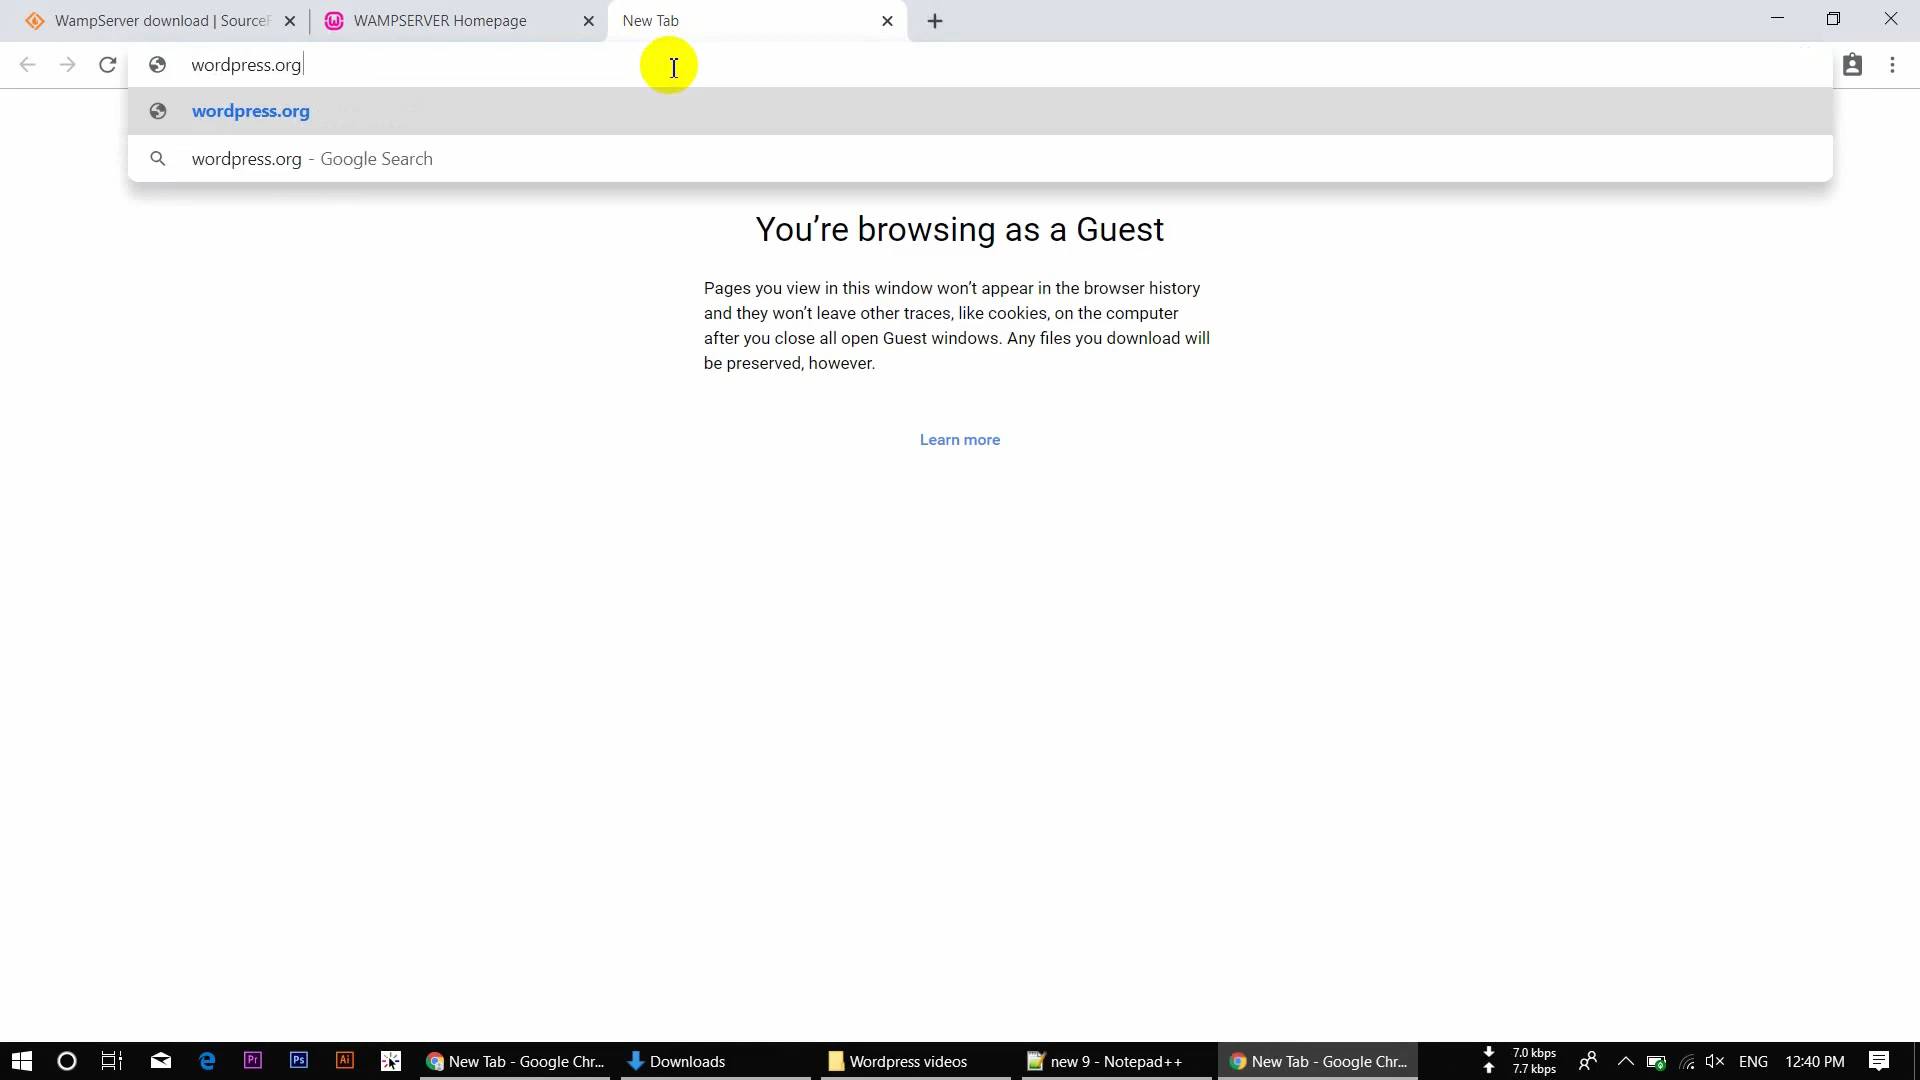 WampServer download | SourceF
WAMPSERVER Homepage
New Tab
wordpress.org
wordpress.org
wordpress.org - Google Search
You’re browsing as a Guest
Pages you view in this window won’t appear in the browser history
and they won’t leave other traces, like cookies, on the computer
after you close all open Guest windows. Any files you download will
be preserved, however.
Learn more
Pr
Ps
Ai
New Tab - Google Chr...
Downloads
Wordpress videos
new 9 - Notepad++
New Tab - Google Chr...
7.0 kbps
7.7 kbps
ENG
12:40 PM